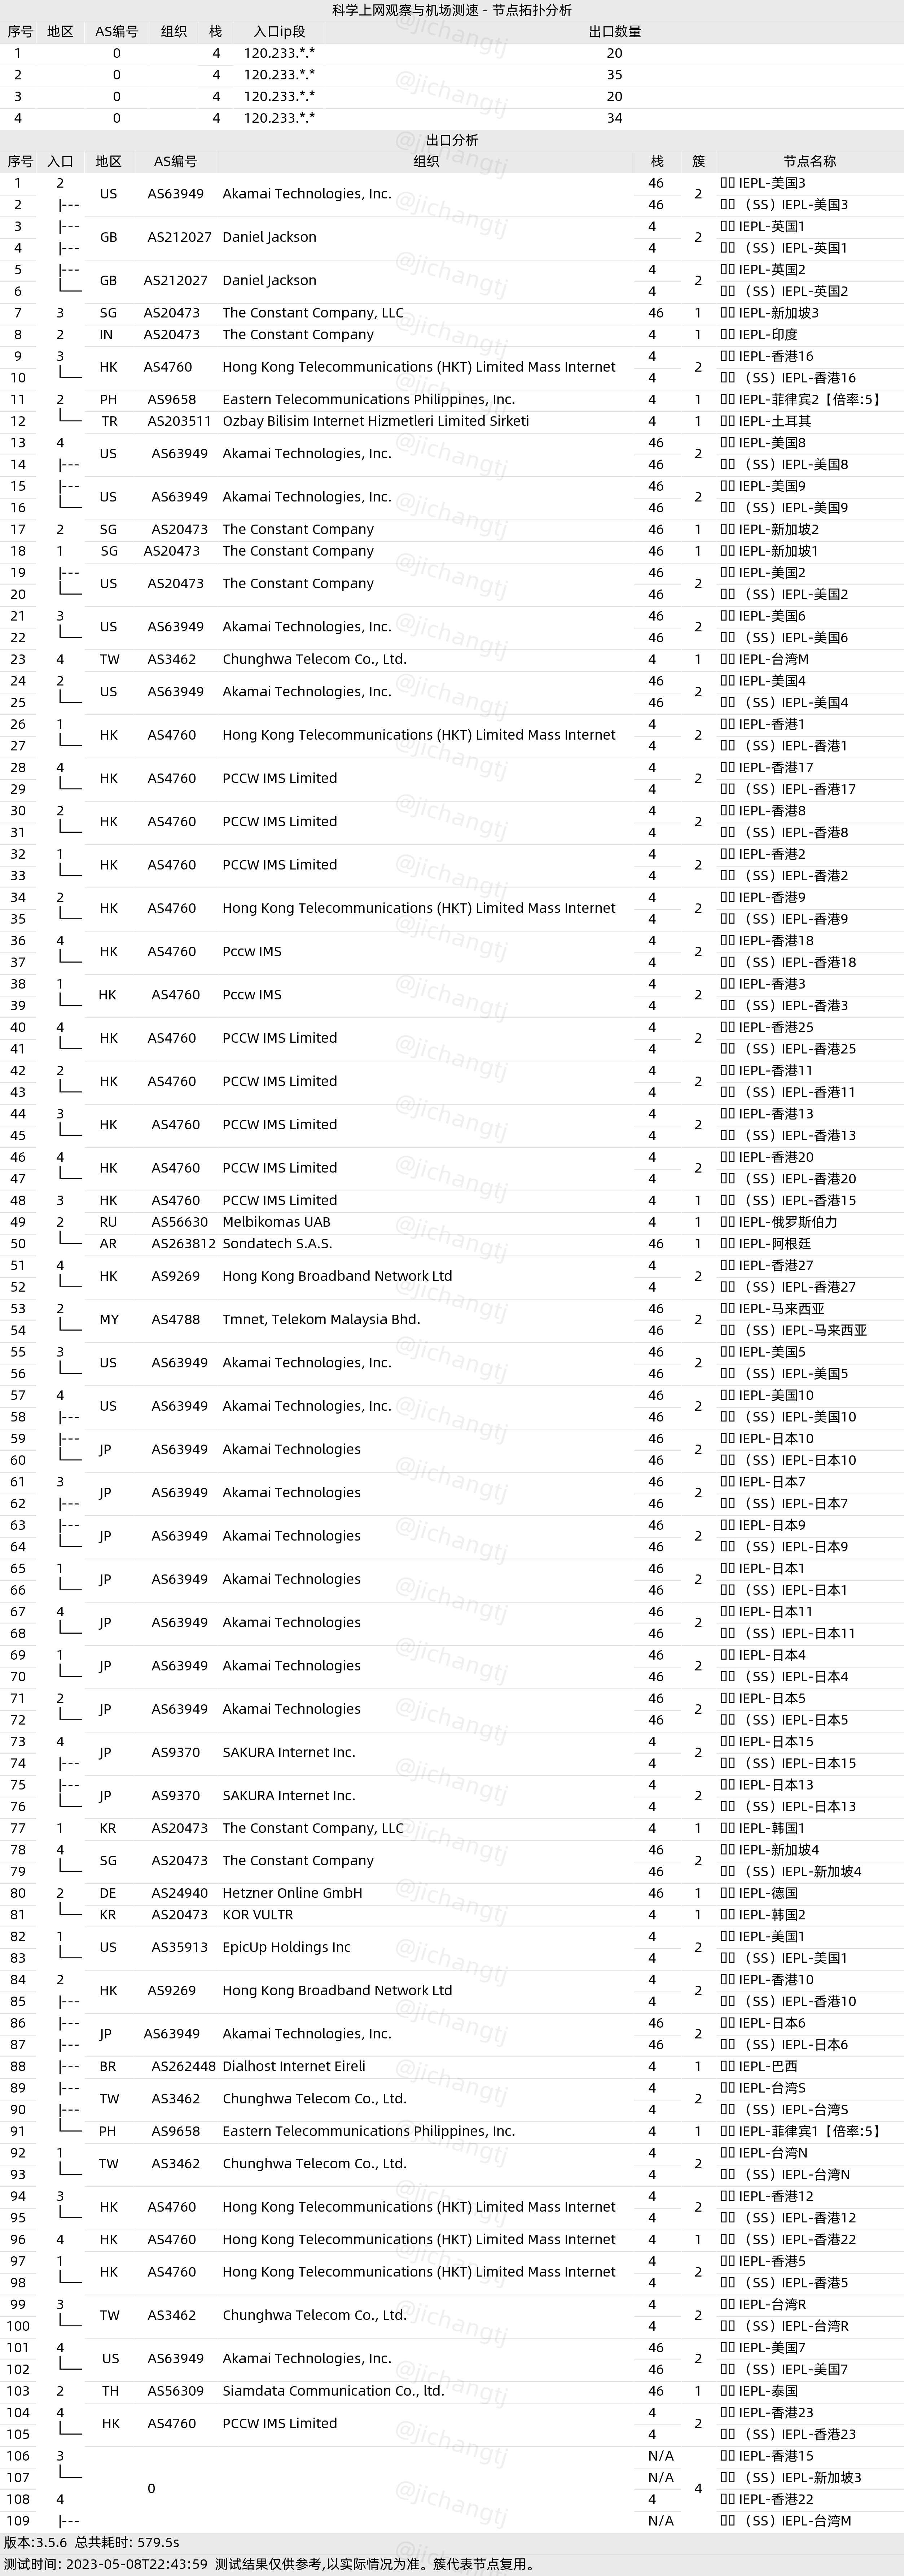 科学上网观察与机场测速 - 节点拓扑分析
序号 地区 AS编号 组织 栈 入口ip段 出口数量
1 0 4 120.233.*.* 20
2 0 4 120.233.*.* 35
3 0 4 120.233.*.* 20
4 0 4 120.233.*.* 34
出口分析
序号 入口 地区 AS编号 组织 栈 簇 节点名称
1 2 US AS63949 Akamai Technologies, Inc. 46 2 IEPL-美国3
2 |--- 46 （SS）IEPL-美国3
3 |--- GB AS212027 Daniel Jackson 4 2 IEPL-英国1
4 |--- 4 （SS）IEPL-英国1
5 |--- GB AS212027 Daniel Jackson 4 2 IEPL-英国2
6 4 （SS）IEPL-英国2
7 3 SG AS20473 The Constant Company, LLC 46 1 IEPL-新加坡3
8 2 IN AS20473 The Constant Company 4 1 IEPL-印度
9 3 HK AS4760 Hong Kong Telecommunications (HKT) Limited Mass Internet 4 2 IEPL-香港16
10 4 （SS）IEPL-香港16
11 2 PH AS9658 Eastern Telecommunications Philippines, Inc. 4 1 IEPL-菲律宾2【倍率:5】
12 TR AS203511 Ozbay Bilisim Internet Hizmetleri Limited Sirketi 4 1 IEPL-土耳其
13 4 US AS63949 Akamai Technologies, Inc. 46 2 IEPL-美国8
14 |--- 46 （SS）IEPL-美国8
15 |--- US AS63949 Akamai Technologies, Inc. 46 2 IEPL-美国9
16 46 （SS）IEPL-美国9
17 2 SG AS20473 The Constant Company 46 1 IEPL-新加坡2
18 1 SG AS20473 The Constant Company 46 1 IEPL-新加坡1
19 |--- US AS20473 The Constant Company 46 2 IEPL-美国2
20 46 （SS）IEPL-美国2
21 3 US AS63949 Akamai Technologies, Inc. 46 2 IEPL-美国6
22 46 （SS）IEPL-美国6
23 4 TW AS3462 Chunghwa Telecom Co., Ltd. 4 1 IEPL-台湾M
24 2 US AS63949 Akamai Technologies, Inc. 46 2 IEPL-美国4
25 46 （SS）IEPL-美国4
26 1 HK AS4760 Hong Kong Telecommunications (HKT) Limited Mass Internet 4 2 IEPL-香港1
27 4 （SS）IEPL-香港1
28 4 HK AS4760 PCCW IMS Limited 4 2 IEPL-香港17
29 4 （SS）IEPL-香港17
30 2 HK AS4760 PCCW IMS Limited 4 2 IEPL-香港8
31 4 （SS）IEPL-香港8
32 1 HK AS4760 PCCW IMS Limited 4 2 IEPL-香港2
33 4 （SS）IEPL-香港2
34 2 HK AS4760 Hong Kong Telecommunications (HKT) Limited Mass Internet 4 2 IEPL-香港9
35 4 （SS）IEPL-香港9
36 4 HK AS4760 Pccw IMS 4 2 IEPL-香港18
37 4 （SS）IEPL-香港18
38 1 HK AS4760 Pccw IMS 4 2 IEPL-香港3
39 4 （SS）IEPL-香港3
40 4 HK AS4760 PCCW IMS Limited 4 2 IEPL-香港25
41 4 （SS）IEPL-香港25
42 2 HK AS4760 PCCW IMS Limited 4 2 IEPL-香港11
43 4 （SS）IEPL-香港11
44 3 HK AS4760 PCCW IMS Limited 4 2 IEPL-香港13
45 4 （SS）IEPL-香港13
46 4 HK AS4760 PCCW IMS Limited 4 2 IEPL-香港20
47 4 （SS）IEPL-香港20
48 3 HK AS4760 PCCW IMS Limited 4 1 （SS）IEPL-香港15
49 2 RU AS56630 Melbikomas UAB 4 1 IEPL-俄罗斯伯力
50 AR AS263812 Sondatech S.A.S. 46 1 IEPL-阿根廷
51 4 HK AS9269 Hong Kong Broadband Network Ltd 4 2 IEPL-香港27
52 4 （SS）IEPL-香港27
53 2 MY AS4788 Tmnet, Telekom Malaysia Bhd. 46 2 IEPL-马来西亚
54 46 （SS）IEPL-马来西亚
55 3 US AS63949 Akamai Technologies, Inc. 46 2 IEPL-美国5
56 46 （SS）IEPL-美国5
57 4 US AS63949 Akamai Technologies, Inc. 46 2 IEPL-美国10
58 |--- 46 （SS）IEPL-美国10
59 |--- JP AS63949 Akamai Technologies 46 2 IEPL-日本10
60 46 （SS）IEPL-日本10
61 3 JP AS63949 Akamai Technologies 46 2 IEPL-日本7
62 |--- 46 （SS）IEPL-日本7
63 |--- JP AS63949 Akamai Technologies 46 2 IEPL-日本9
64 46 （SS）IEPL-日本9
65 1 JP AS63949 Akamai Technologies 46 2 IEPL-日本1
66 46 （SS）IEPL-日本1
67 4 JP AS63949 Akamai Technologies 46 2 IEPL-日本11
68 46 （SS）IEPL-日本11
69 1 JP AS63949 Akamai Technologies 46 2 IEPL-日本4
70 46 （SS）IEPL-日本4
71 2 JP AS63949 Akamai Technologies 46 2 IEPL-日本5
72 46 （SS）IEPL-日本5
73 4 JP AS9370 SAKURA Internet Inc. 4 2 IEPL-日本15
74 |--- 4 （SS）IEPL-日本15
75 |--- JP AS9370 SAKURA Internet Inc. 4 2 IEPL-日本13
76 4 （SS）IEPL-日本13
77 1 KR AS20473 The Constant Company, LLC 4 1 IEPL-韩国1
78 4 SG AS20473 The Constant Company 46 2 IEPL-新加坡4
79 46 （SS）IEPL-新加坡4
80 2 DE AS24940 Hetzner Online GmbH 46 1 IEPL-德国
81 KR AS20473 KOR VULTR 4 1 IEPL-韩国2
82 1 US AS35913 EpicUp Holdings Inc 4 2 IEPL-美国1
83 4 （SS）IEPL-美国1
84 2 HK AS9269 Hong Kong Broadband Network Ltd 4 2 IEPL-香港10
85 |--- 4 （SS）IEPL-香港10
86 |--- JP AS63949 Akamai Technologies, Inc. 46 2 IEPL-日本6
87 |--- 46 （SS）IEPL-日本6
88 |--- BR AS262448 Dialhost Internet Eireli 4 1 IEPL-巴西
89 |--- TW AS3462 Chunghwa Telecom Co., Ltd. 4 2 IEPL-台湾S
90 |--- 4 （SS）IEPL-台湾S
91 PH AS9658 Eastern Telecommunications Philippines, Inc. 4 1 IEPL-菲律宾1【倍率:5】
92 1 TW AS3462 Chunghwa Telecom Co., Ltd. 4 2 IEPL-台湾N
93 4 （SS）IEPL-台湾N
94 3 HK AS4760 Hong Kong Telecommunications (HKT) Limited Mass Internet 4 2 IEPL-香港12
95 4 （SS）IEPL-香港12
96 4 HK AS4760 Hong Kong Telecommunications (HKT) Limited Mass Internet 4 1 （SS）IEPL-香港22
97 1 HK AS4760 Hong Kong Telecommunications (HKT) Limited Mass Internet 4 2 IEPL-香港5
98 4 （SS）IEPL-香港5
99 3 TW AS3462 Chunghwa Telecom Co., Ltd. 4 2 IEPL-台湾R
100 4 （SS）IEPL-台湾R
101 4 US AS63949 Akamai Technologies, Inc. 46 2 IEPL-美国7
102 46 （SS）IEPL-美国7
103 2 TH AS56309 Siamdata Communication Co., ltd. 46 1 IEPL-泰国
104 4 HK AS4760 PCCW IMS Limited 4 2 IEPL-香港23
105 4 （SS）IEPL-香港23
106 3 0 N/A 4 IEPL-香港15
107 N/A （SS）IEPL-新加坡3
108 4 4 IEPL-香港22
109 |--- N/A （SS）IEPL-台湾M
版本:3.5.6 总共耗时: 579.5s
测试时间: 2023-05-08T22:43:59 测试结果仅供参考,以实际情况为准。簇代表节点复用。
@jichangtj